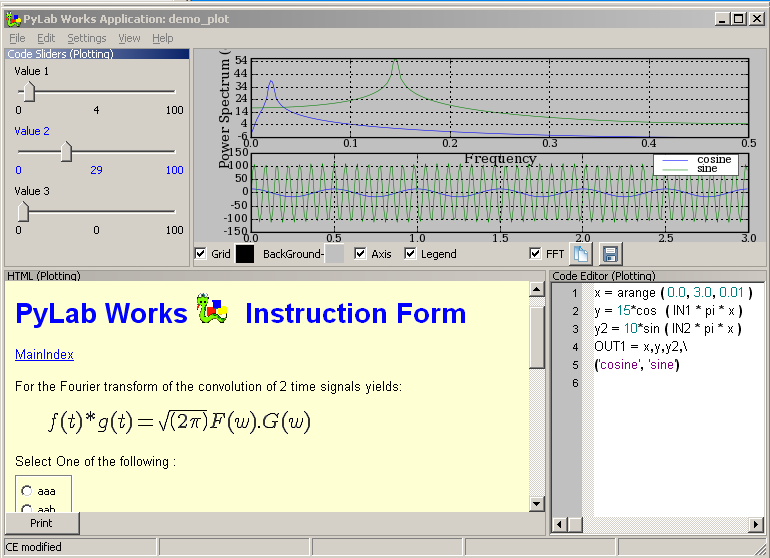 PyLab Works Application: demo_plot
File Edit Settings View Help
Code Sliders (Plotting)
Value 1
0 4 100
Value 2
0 29 100
Value 3
0 0 100
Power Spectrum (
54
44
34
24
14
4
-6
0.0 0.1 0.2 0.3 0.4 0.5
Frequency
150
100
50
0
-50
-100
-150
cosine
sine
0.0 0.5 1.0 1.5 2.0 2.5 3.0
Grid BackGround- Axis Legend FFT
HTML (Plotting)
PyLab Works Instruction Form
MainIndex
For the Fourier transform of the convolution of 2 time signals yields:
f(t)*g(t)=√(2π)F(w).G(w)
Select One of the following :
aaa
aab
Print
Code Editor (Plotting)
1 x = arange ( 0.0, 3.0, 0.01 )
2 y = 15*cos ( IN1 * pi * x )
3 y2 = 10*sin ( IN2 * pi * x )
4 OUT1 = x,y,y2,\
5 ('cosine', 'sine')
6
CE modified